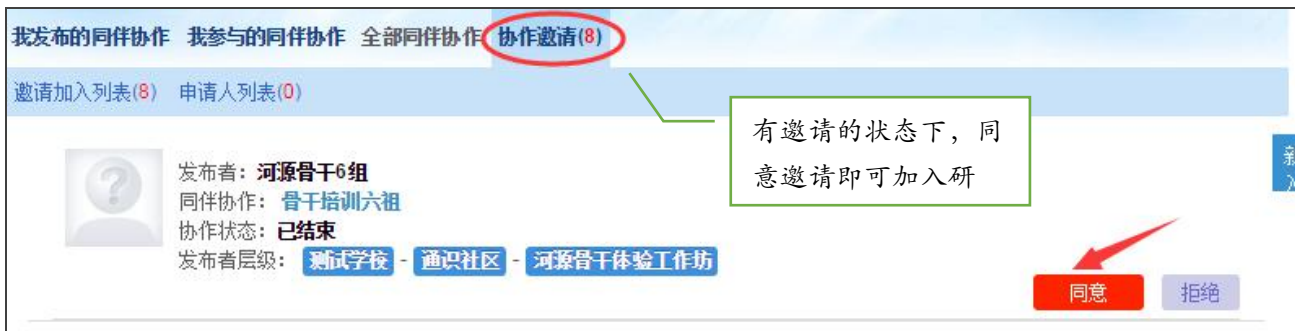 我发布的同伴协作 我参与的同伴协作 全部同伴协作 协作邀请(8)
邀请加入列表(8) 申请人列表(0)
有邀请的状态下，同
意邀请即可加入研
发布者：河源骨干6组
同伴协作：骨干培训六祖
协作状态：已结束
发布者层级：测试学校 - 通识社区 - 河源骨干体验工作坊
同意 拒绝